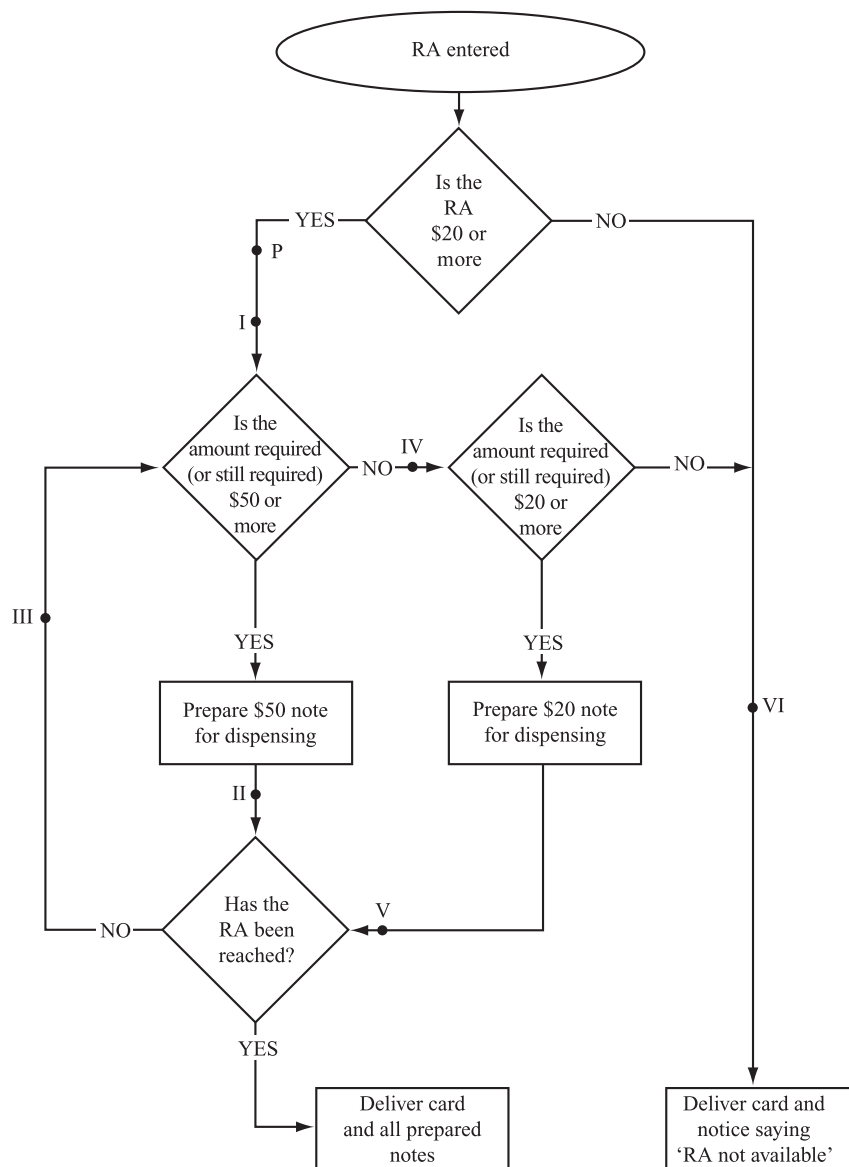 RA entered
Is the
RA
$20 or
more
YES
NO
P
I
Is the
amount required
(or still required)
$50 or
more
NO
IV
Is the
amount required
(or still required)
$20 or
more
NO
III
YES
YES
Prepare $50 note
for dispensing
Prepare $20 note
for dispensing
VI
II
Has the
RA been
reached?
V
NO
YES
Deliver card
and all prepared
notes
Deliver card and
notice saying
‘RA not available’